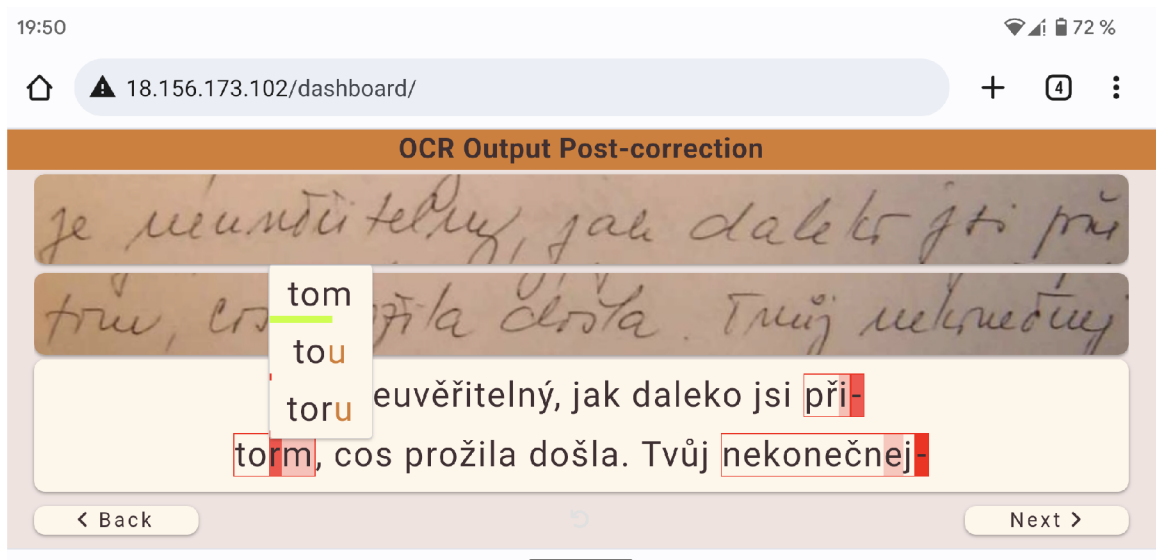 19:50
72 %
18.156.173.102/dashboard/
4
OCR Output Post-correction
je neuvěřitelný, jak daleko jsi při
tom, cos prožila došla. Tvůj nekonečný
tom
tou
toru
euvěřitelný, jak daleko jsi při-
torm, cos prožila došla. Tvůj nekonečnej-
Back
Next